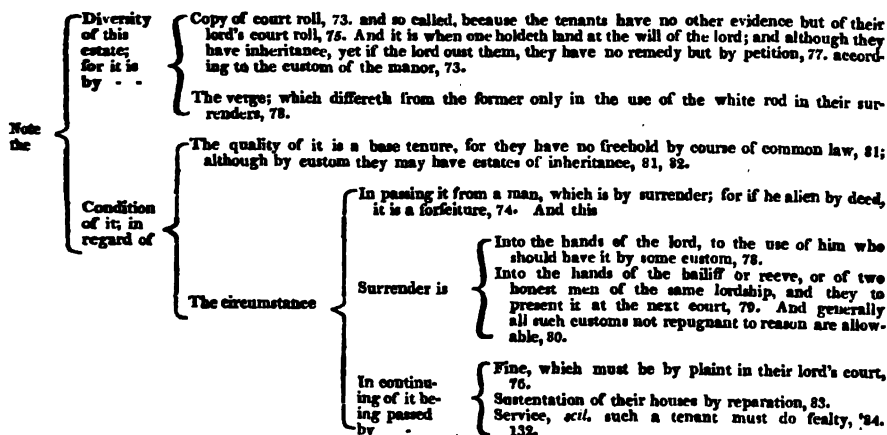 Note
the
Diversity
of this
estate;
for it is
by - -
Copy of court roll, 73. and so called, because the tenants have no other evidence but of their
lord's court roll, 75. And it is when one holdeth land at the will of the lord; and although they
have inheritance, yet if the lord oust them, they have no remedy but by petition, 77. accord-
ing to the custom of the manor, 73.
The verge; which differeth from the former only in the use of the white rod in their sur-
renders, 78.
Condition
of it; in
regard of
The quality of it is a base tenure, for they have no freehold by course of common law, 81;
although by custom they may have estates of inheritance, 81, 82.
The circumstance
In passing it from a man, which is by surrender; for if he alien by deed,
it is a forfeiture, 74. And this
Surrender is
Into the hands of the lord, to the use of him who
should have it by some custom, 78.
Into the hands of the bailiff or reeve, or of two
honest men of the same lordship, and they to
present it at the next court, 79. And generally
all such customs not repugnant to reason are allow-
able, 80.
In continu-
ing of it be-
ing passed
by -
Fine, which must be by plaint in their lord's court,
76.
Sustentation of their houses by reparation, 83.
Service, scil. such a tenant must do fealty, '84.
132.